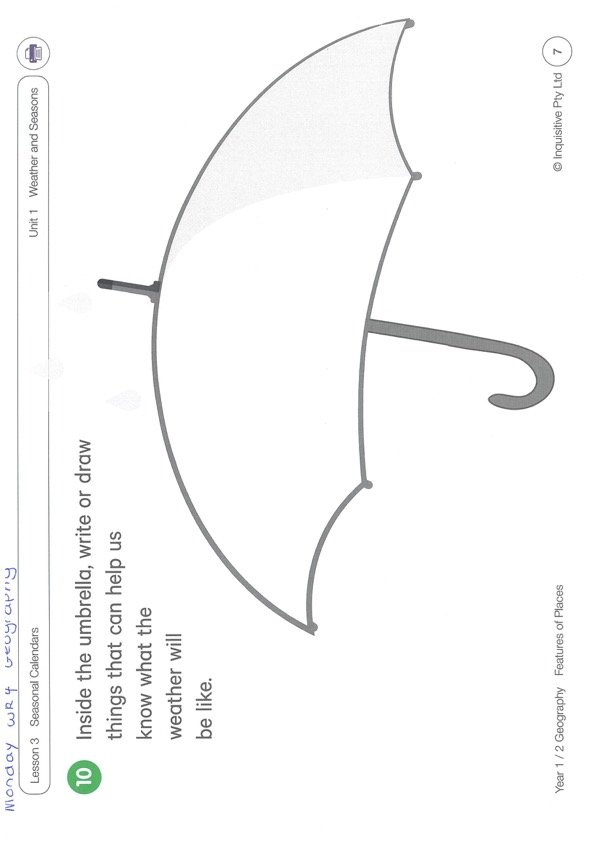 Monday WR4 Geography
Lesson 3 Seasonal Calendars
Unit 1 Weather and Seasons
10
Inside the umbrella, write or draw
things that can help us
know what the
weather will
be like.
Year 1 / 2 Geography Features of Places
© Inquisitive Pty Ltd
7